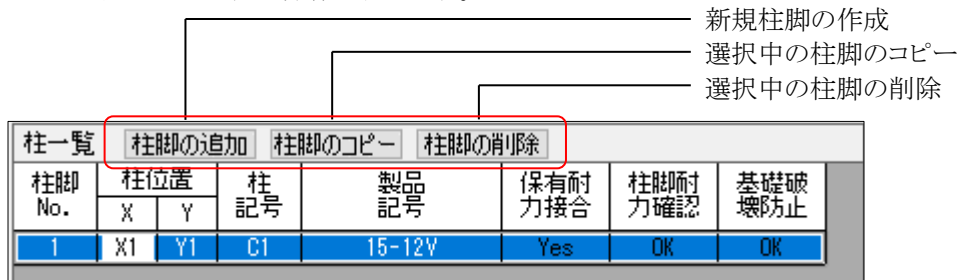 新規柱脚の作成
選択中の柱脚のコピー
選択中の柱脚の削除
柱一覧 柱脚の追加 柱脚のコピー 柱脚の削除
柱脚No. 柱位置 X Y 柱記号 製品記号 保有耐力接合 柱脚耐力確認 基礎破壊防止
1 X1 Y1 C1 15-12V Yes OK OK